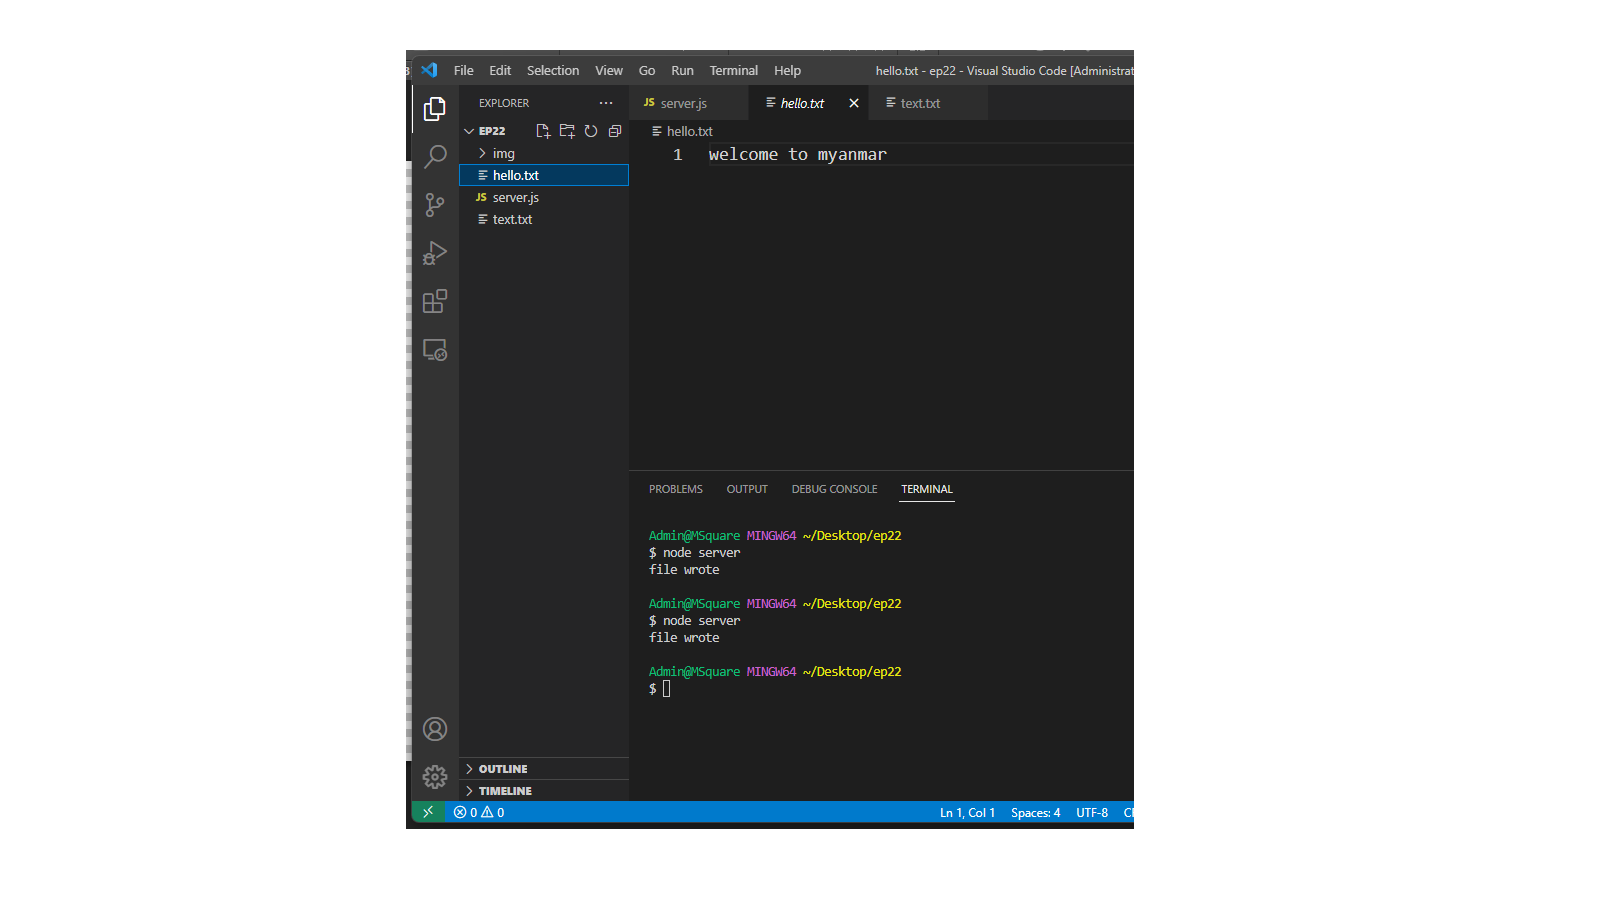 File Edit Selection View Go Run Terminal Help hello.txt - ep22 - Visual Studio Code [Administrat
EXPLORER
EP22
img
hello.txt
JS server.js
text.txt
JS server.js hello.txt text.txt
hello.txt
1 welcome to myanmar
PROBLEMS OUTPUT DEBUG CONSOLE TERMINAL
Admin@MSquare MINGW64 ~/Desktop/ep22
$ node server
file wrote
Admin@MSquare MINGW64 ~/Desktop/ep22
$ node server
file wrote
Admin@MSquare MINGW64 ~/Desktop/ep22
$
OUTLINE
TIMELINE
0 0 Ln 1, Col 1 Spaces: 4 UTF-8